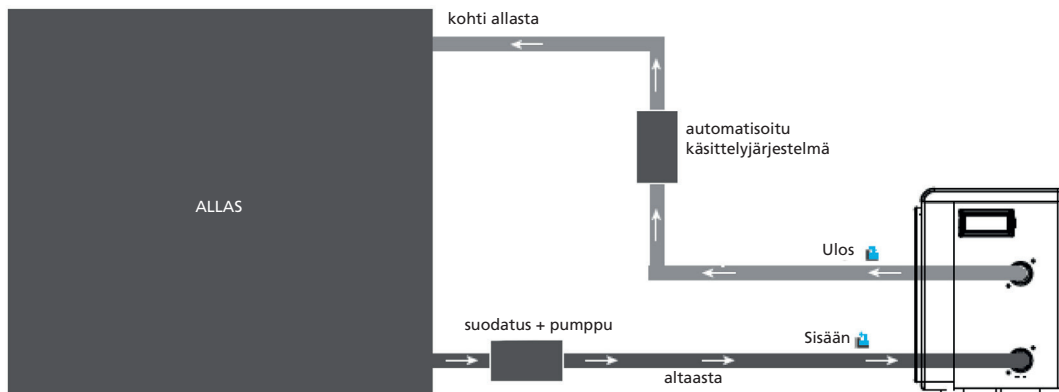 kohti allasta
automatisoitu
käsittelyjärjestelmä
ALLAS
Ulos
suodatus + pumppu
Sisään
altaasta